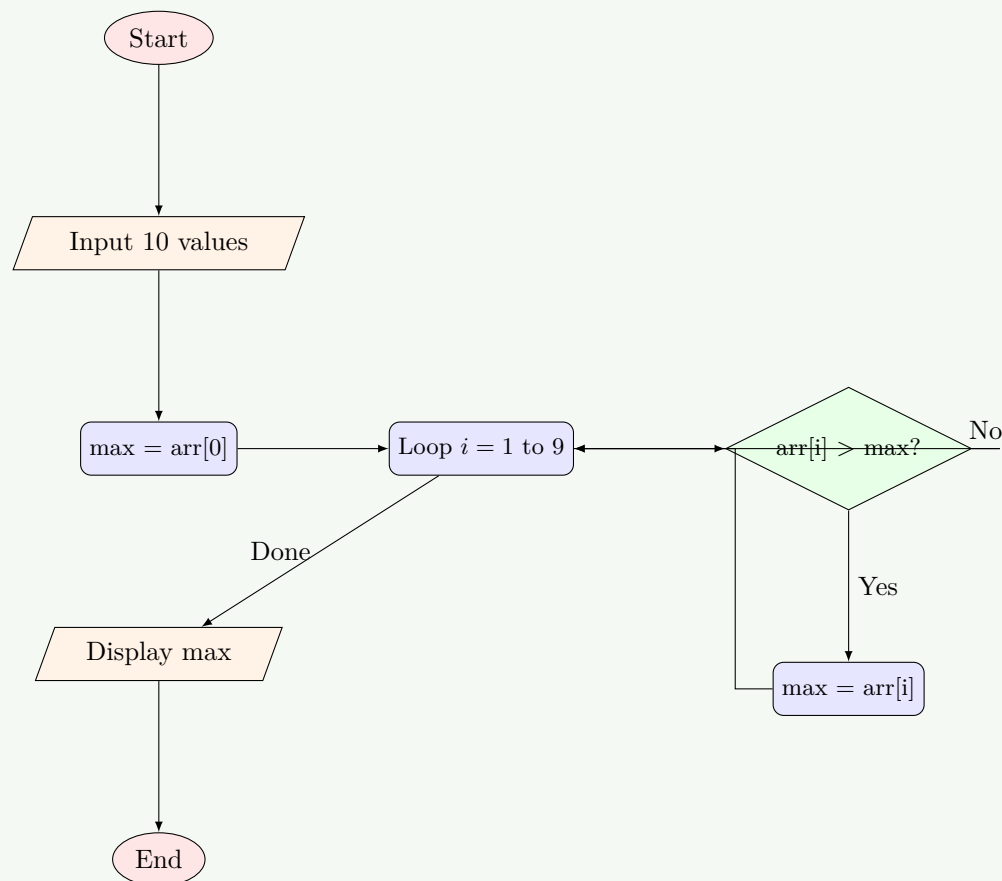 Start
Input 10 values
max = arr[0]
Loop i = 1 to 9
arr[i] > max?
No
Done
Yes
Display max
max = arr[i]
End